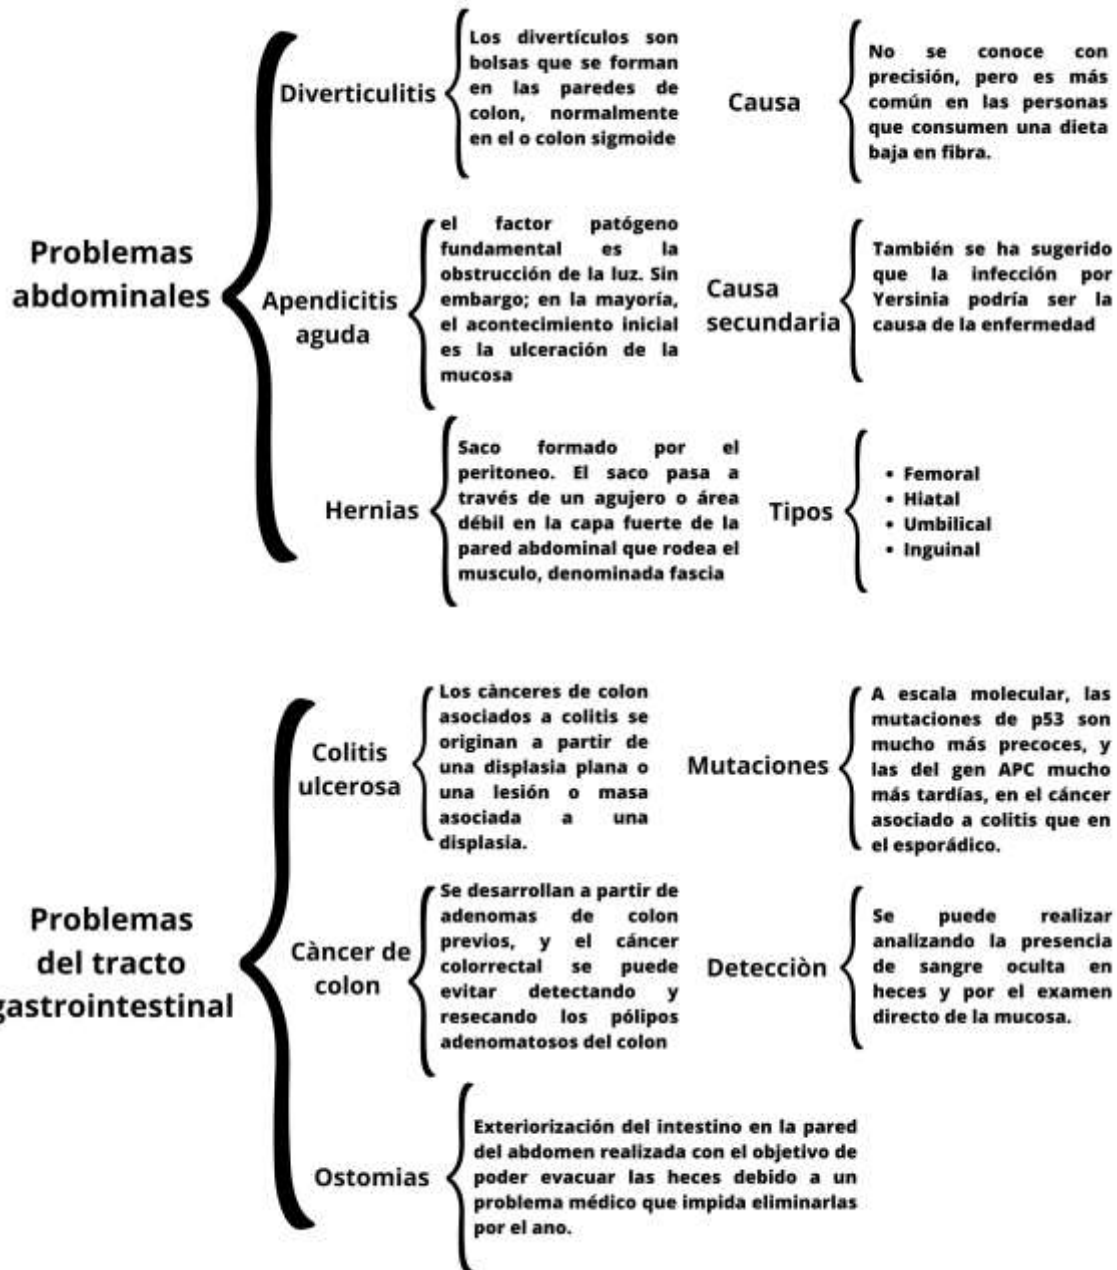 Problemas
abdominales
Diverticulitis
Los divertículos son
bolsas que se forman
en las paredes de
colon, normalmente
en el o colon sigmoide
Causa
No se conoce con
precisión, pero es más
común en las personas
que consumen una dieta
baja en fibra.
Apendicitis
aguda
el factor patógeno
fundamental es la
obstrucción de la luz. Sin
embargo; en la mayoría,
el acontecimiento inicial
es la ulceración de la
mucosa
Causa
secundaria
También se ha sugerido
que la infección por
Yersinia podría ser la
causa de la enfermedad
Hernias
Saco formado por el
peritoneo. El saco pasa a
través de un agujero o área
débil en la capa fuerte de la
pared abdominal que rodea el
musculo, denominada fascia
Tipos
• Femoral
• Hiatal
• Umbilical
• Inguinal
Problemas
del tracto
gastrointestinal
Colitis
ulcerosa
Los cànceres de colon
asociados a colitis se
originan a partir de
una displasia plana o
una lesión o masa
asociada a una
displasia.
Mutaciones
A escala molecular, las
mutaciones de p53 son
mucho más precoces, y
las del gen APC mucho
más tardías, en el cáncer
asociado a colitis que en
el esporádico.
Càncer de
colon
Se desarrollan a partir de
adenomas de colon
previos, y el cáncer
colorrectal se puede
evitar detectando y
resecando los pólipos
adenomatosos del colon
Detecciòn
Se puede realizar
analizando la presencia
de sangre oculta en
heces y por el examen
directo de la mucosa.
Ostomias
Exteriorización del intestino en la pared
del abdomen realizada con el objetivo de
poder evacuar las heces debido a un
problema médico que impida eliminarlas
por el ano.